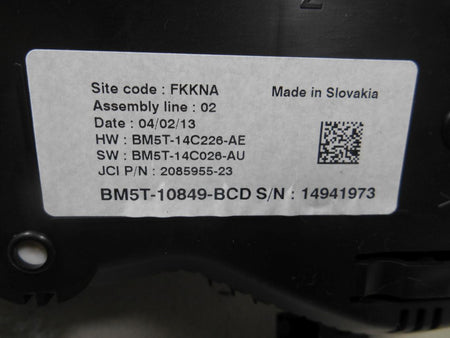 2
Site code : FKKNA
Made in Slovakia
Assembly line : 02
Date : 04/02/13
HW : BM5T-14C226-AE
SW : BM5T-14C026-AU
JCI P/N : 2085955-23
BM5T-10849-BCD S/N : 14941973